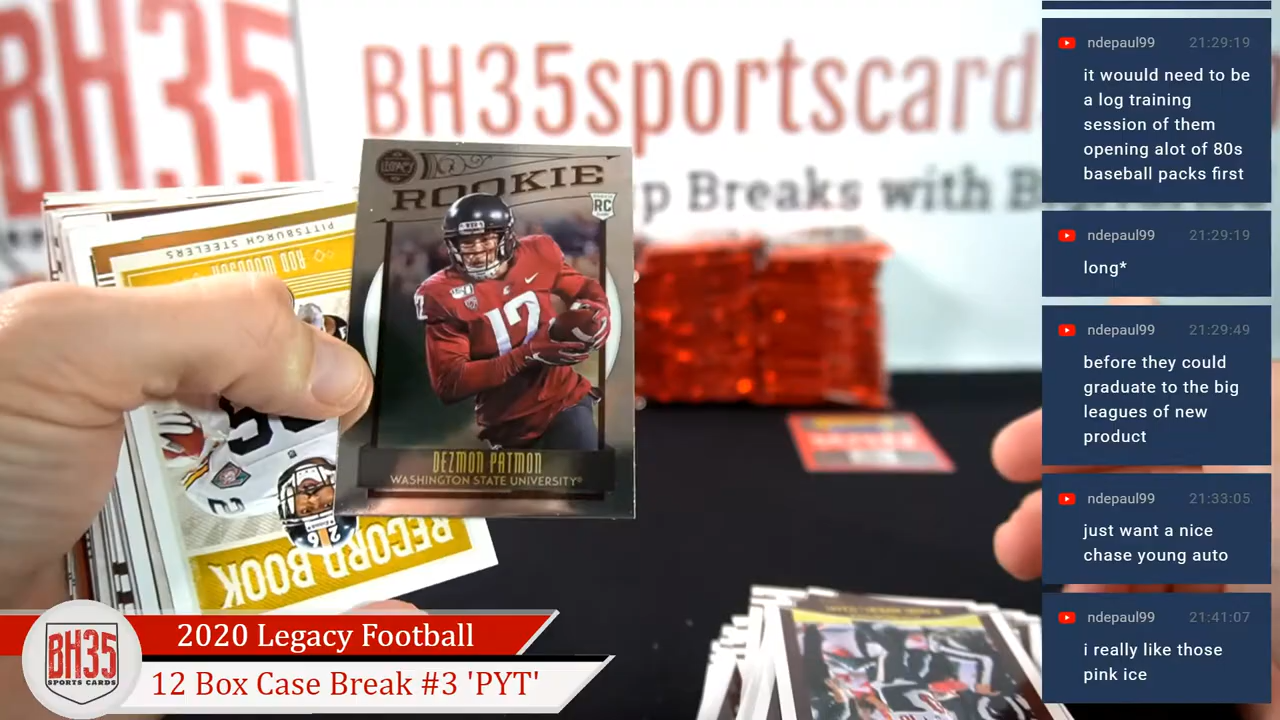 BH35
BH35sportscard
p Breaks with B
LEGACY
ROOKIE
RC
12
DEZMON PATMON
WASHINGTON STATE UNIVERSITY®
PITTSBURGH STEELERS
ROD WOODSON
RECORD BOOK
ndepaul99 21:29:19
it wouuld need to be
a log training
session of them
opening alot of 80s
baseball packs first
ndepaul99 21:29:19
long*
ndepaul99 21:29:49
before they could
graduate to the big
leagues of new
product
ndepaul99 21:33:05
just want a nice
chase young auto
ndepaul99 21:41:07
i really like those
pink ice
BH35
SPORTS CARDS
2020 Legacy Football
12 Box Case Break #3 'PYT'